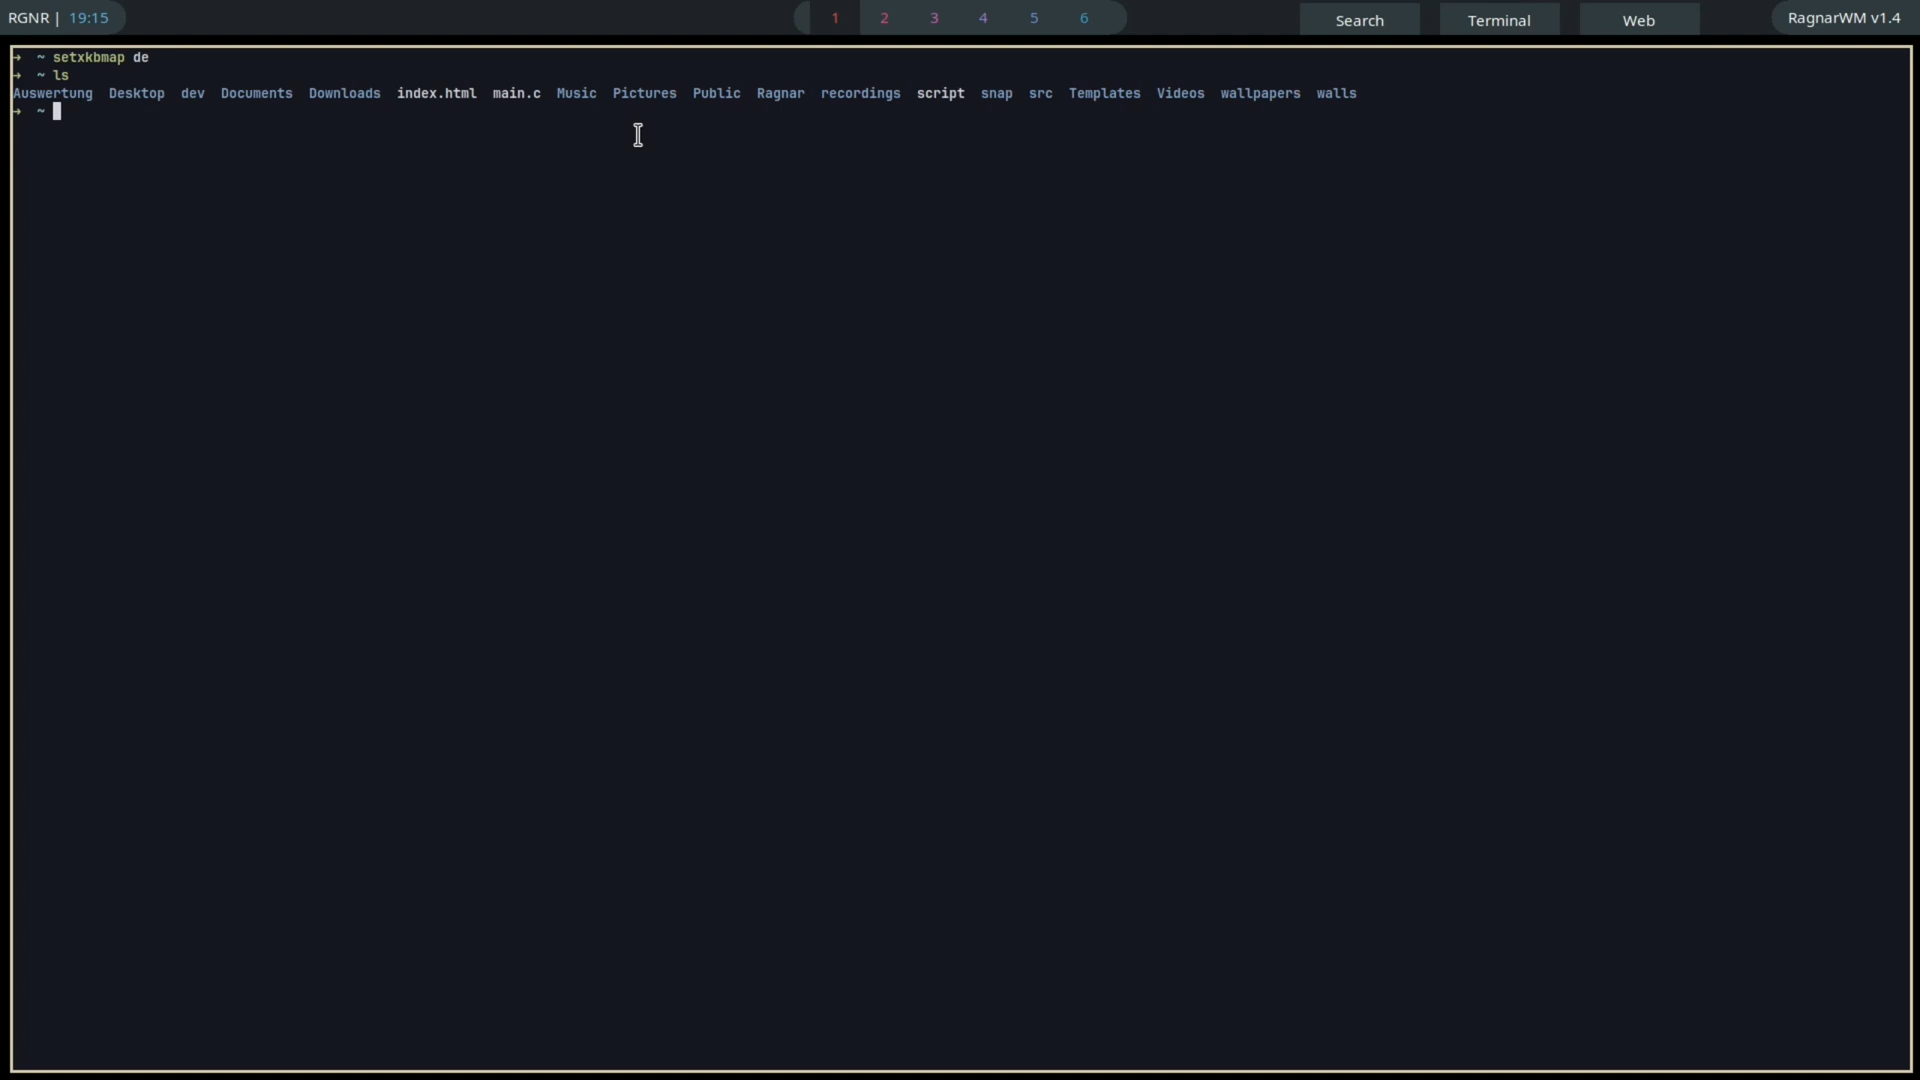 RGNR | 19:15 1 2 3 4 5 6 Search Terminal Web RagnarWM v1.4
→ ~ setxkbmap de
→ ~ ls
Auswertung Desktop dev Documents Downloads index.html main.c Music Pictures Public Ragnar recordings script snap src Templates Videos wallpapers walls
→ ~